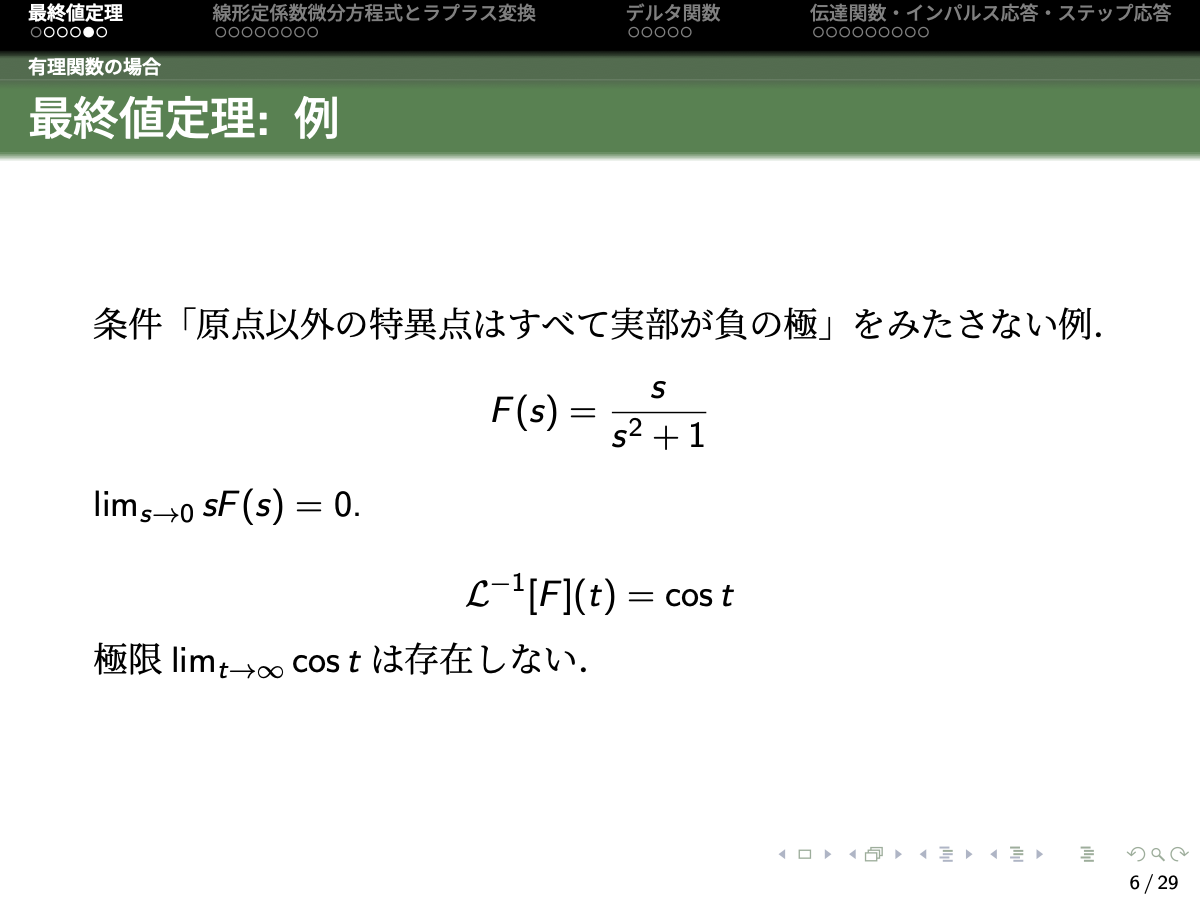 最終値定理 線形定係数微分方程式とラプラス変換 デルタ関数 伝達関数・インパルス応答・ステップ応答
有理関数の場合
最終値定理: 例
条件「原点以外の特異点はすべて実部が負の極」をみたさない例.
F(s) = \frac{s}{s^2 + 1}
lim_{s→0} sF(s) = 0.
ℒ^{-1}[F](t) = cos t
極限 lim_{t→∞} cos t は存在しない.
6 / 29